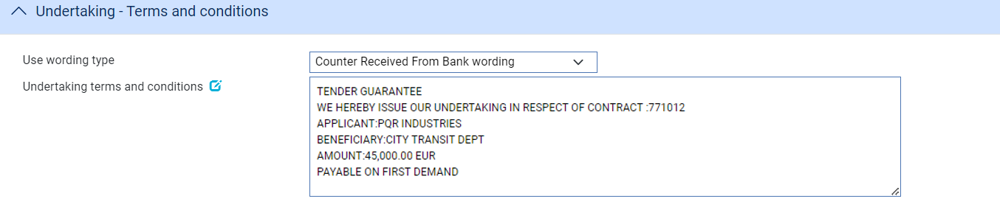 Undertaking - Terms and conditions
Use wording type
Counter Received From Bank wording
Undertaking terms and conditions
TENDER GUARANTEE
WE HEREBY ISSUE OUR UNDERTAKING IN RESPECT OF CONTRACT :771012
APPLICANT:PQR INDUSTRIES
BENEFICIARY:CITY TRANSIT DEPT
AMOUNT:45,000.00 EUR
PAYABLE ON FIRST DEMAND